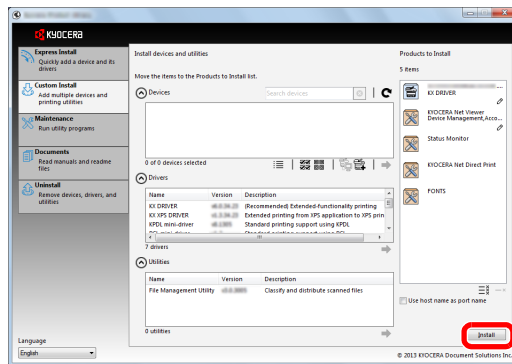 KYOCERA
Express Install
Quickly add a device and its
drivers
Custom Install
Add multiple devices and
printing utilities
Maintenance
Run utility programs
Documents
Read manuals and readme
files
Uninstall
Remove devices, drivers, and
utilities
Language
English
Install devices and utilities
Move the items to the Products to Install list.
Devices
Search devices
0 of 0 devices selected
Drivers
Name Version Description
KX DRIVER (Recommended) Extended-functionality printing
KX XPS DRIVER Extended printing from XPS application to XPS prin
KPDL mini-driver Standard printing support using KPDL
7 drivers
Utilities
Name Version Description
File Management Utility Classify and distribute scanned files
0 utilities
Products to Install
5 items
KX DRIVER
KYOCERA Net Viewer
Device Management,Acco...
Status Monitor
KYOCERA Net Direct Print
FONTS
Use host name as port name
Install
© 2013 KYOCERA Document Solutions Inc.